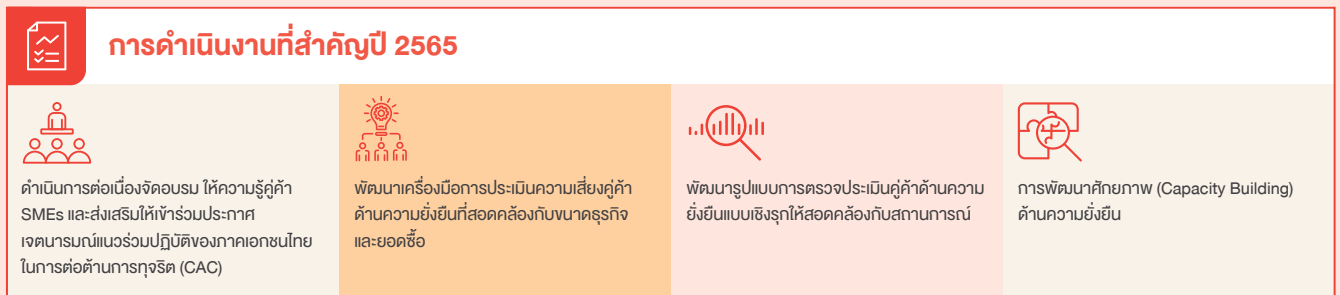 การดำเนินงานที่สำคัญปี 2565
ดำเนินการต่อเนื่องจัดอบรม ให้ความรู้คู่ค้า
SMEs และส่งเสริมให้เข้าร่วมประกาศ
เจตนารมณ์แนวร่วมปฏิบัติของภาคเอกชนไทย
ในการต่อต้านการทุจริต (CAC)
พัฒนาเครื่องมือการประเมินความเสี่ยงคู่ค้า
ด้านความยั่งยืนที่สอดคล้องกับขนาดธุรกิจ
และยอดซื้อ
พัฒนารูปแบบการตรวจประเมินคู่ค้าด้านความ
ยั่งยืนแบบเชิงรุกให้สอดคล้องกับสถานการณ์
การพัฒนาศักยภาพ (Capacity Building)
ด้านความยั่งยืน